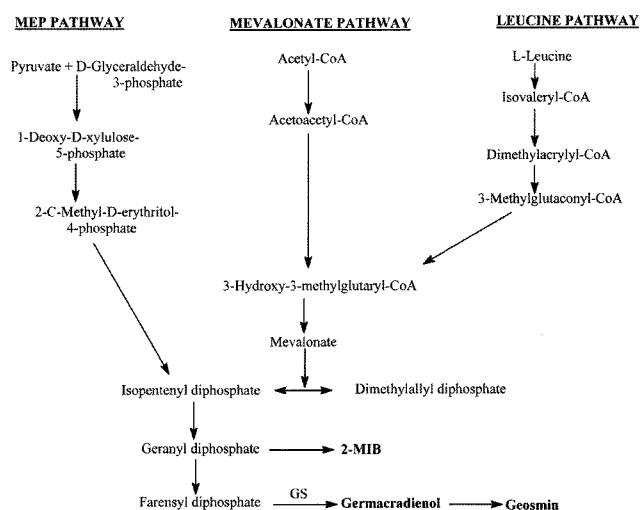 MEP PATHWAY
Pyruvate + D-Glyceraldehyde-
3-phosphate
1-Deoxy-D-xylulose-
5-phosphate
2-C-Methyl-D-erythritol-
4-phosphate
MEVALONATE PATHWAY
Acetyl-CoA
Acetoacetyl-CoA
LEUCINE PATHWAY
L-Leucine
Isovaleryl-CoA
Dimethylacrylyl-CoA
3-Methylglutaconyl-CoA
3-Hydroxy-3-methylglutaryl-CoA
Mevalonate
Isopentenyl diphosphate
Dimethylallyl diphosphate
Geranyl diphosphate
2-MIB
Farensyl diphosphate
GS
Germacradienol
Geosmin